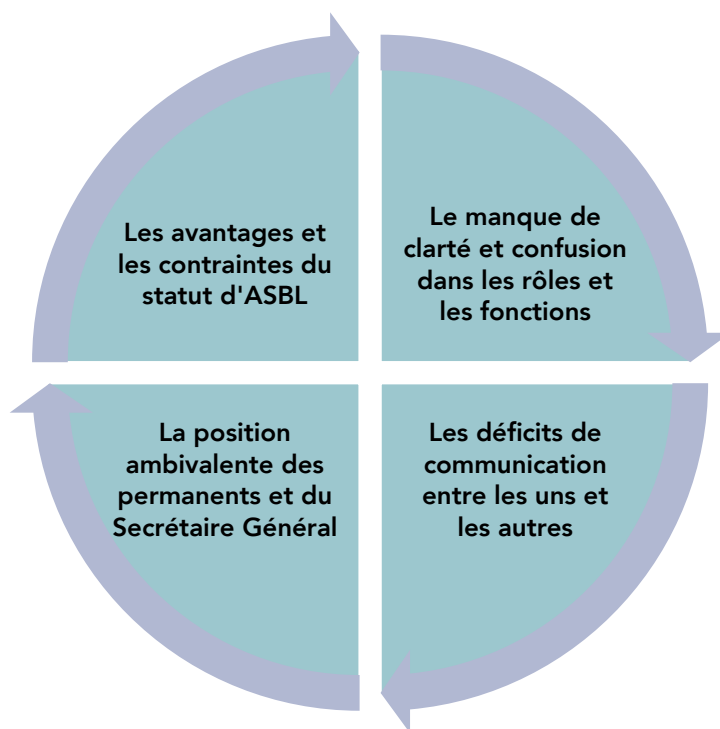 Les avantages et
les contraintes du
statut d'ASBL
Le manque de
clarté et confusion
dans les rôles et
les fonctions
La position
ambivalente des
permanents et du
Secrétaire Général
Les déficits de
communication
entre les uns et
les autres